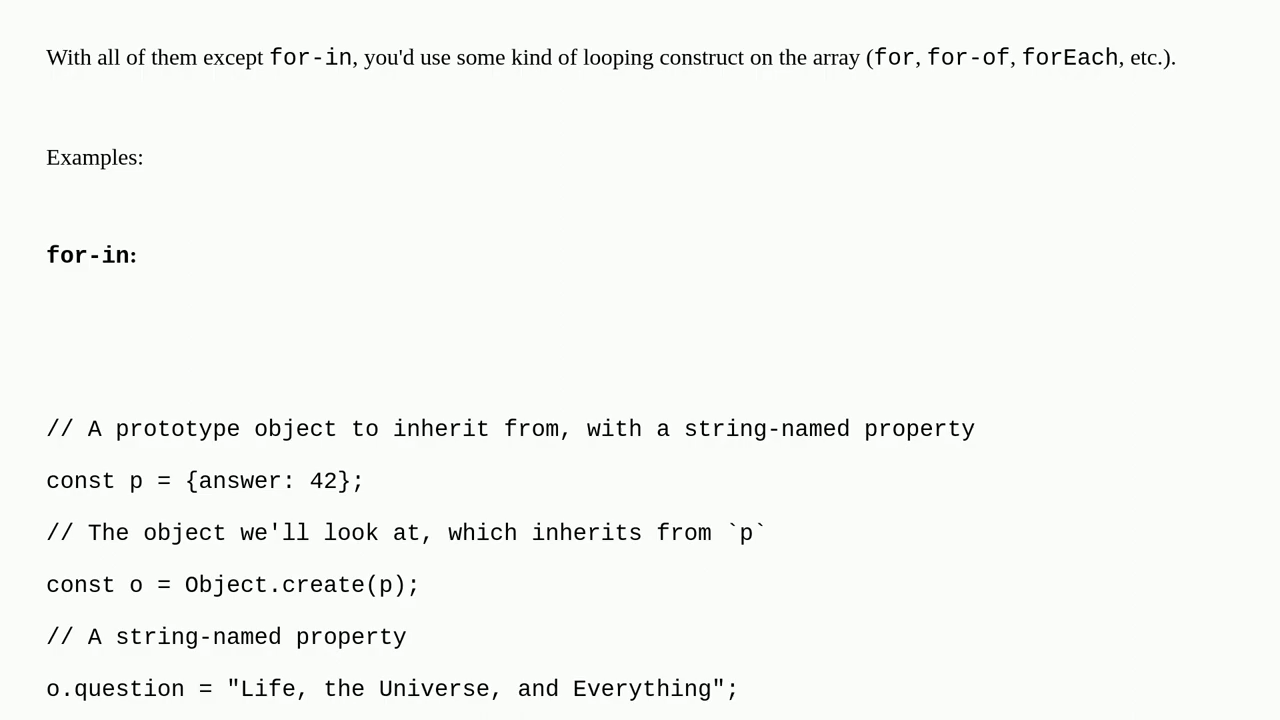 With all of them except for-in, you'd use some kind of looping construct on the array (for, for-of, forEach, etc.).
Examples:
for-in:
// A prototype object to inherit from, with a string-named property
const p = {answer: 42};
// The object we'll look at, which inherits from `p`
const o = Object.create(p);
// A string-named property
o.question = "Life, the Universe, and Everything";